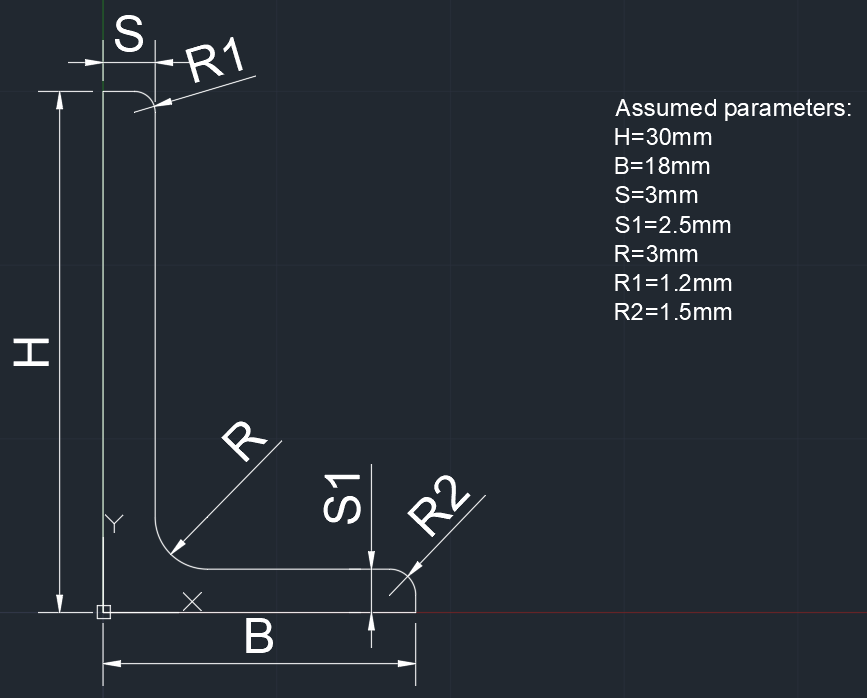 S
R1
Assumed parameters:
H=30mm
B=18mm
S=3mm
S1=2.5mm
R=3mm
R1=1.2mm
R2=1.5mm
H
R
S1
R2
Y
X
B